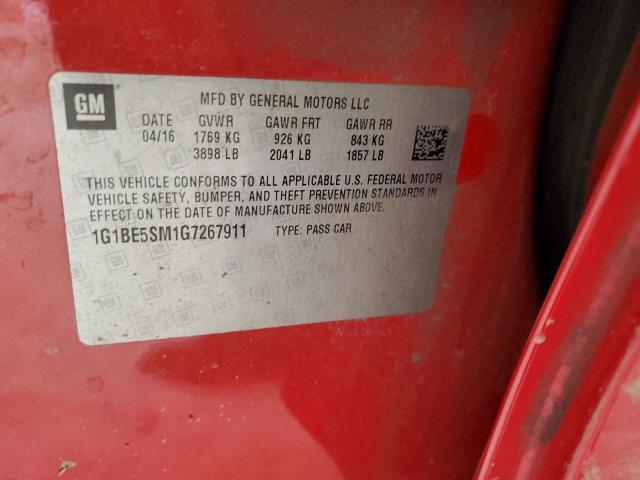 GM
MFD BY GENERAL MOTORS LLC
DATE GVWR GAWR FRT GAWR RR
04/16 1769 KG 926 KG 843 KG
3898 LB 2041 LB 1857 LB
THIS VEHICLE CONFORMS TO ALL APPLICABLE U.S. FEDERAL MOTOR
VEHICLE SAFETY, BUMPER, AND THEFT PREVENTION STANDARDS IN
EFFECT ON THE DATE OF MANUFACTURE SHOWN ABOVE.
1G1BE5SM1G7267911 TYPE: PASS CAR